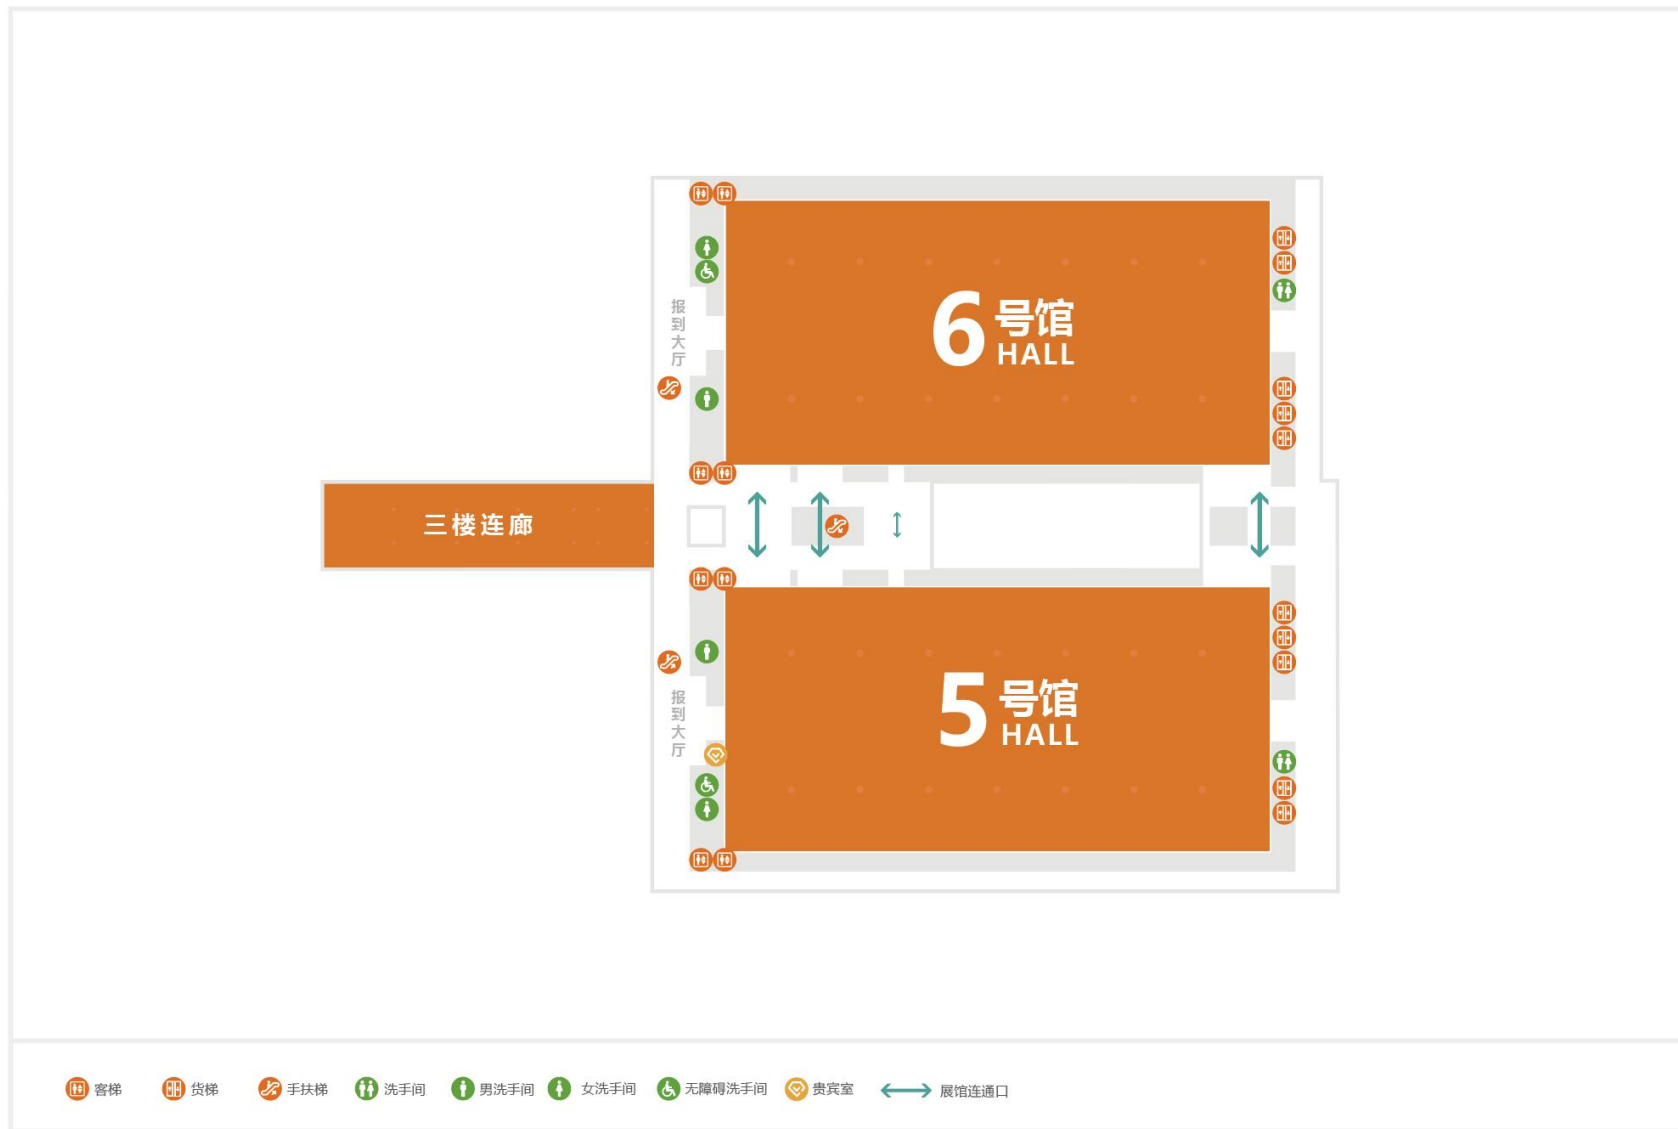 报到大厅
6号馆
HALL
三楼连廊
5号馆
HALL
报到大厅
客梯
货梯
手扶梯
洗手间
男洗手间
女洗手间
无障碍洗手间
贵宾室
展馆连通口